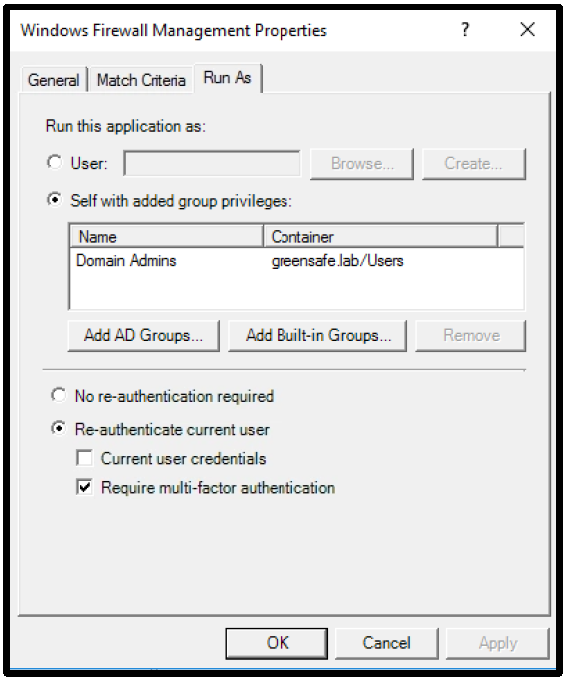 Windows Firewall Management Properties ?
General Match Criteria Run As
Run this application as:
User: Browse... Create...
Self with added group privileges:
Name Container
Domain Admins greensafe.lab/Users
Add AD Groups... Add Built-in Groups... Remove
No re-authentication required
Re-authenticate current user
Current user credentials
Require multi-factor authentication
OK Cancel Apply